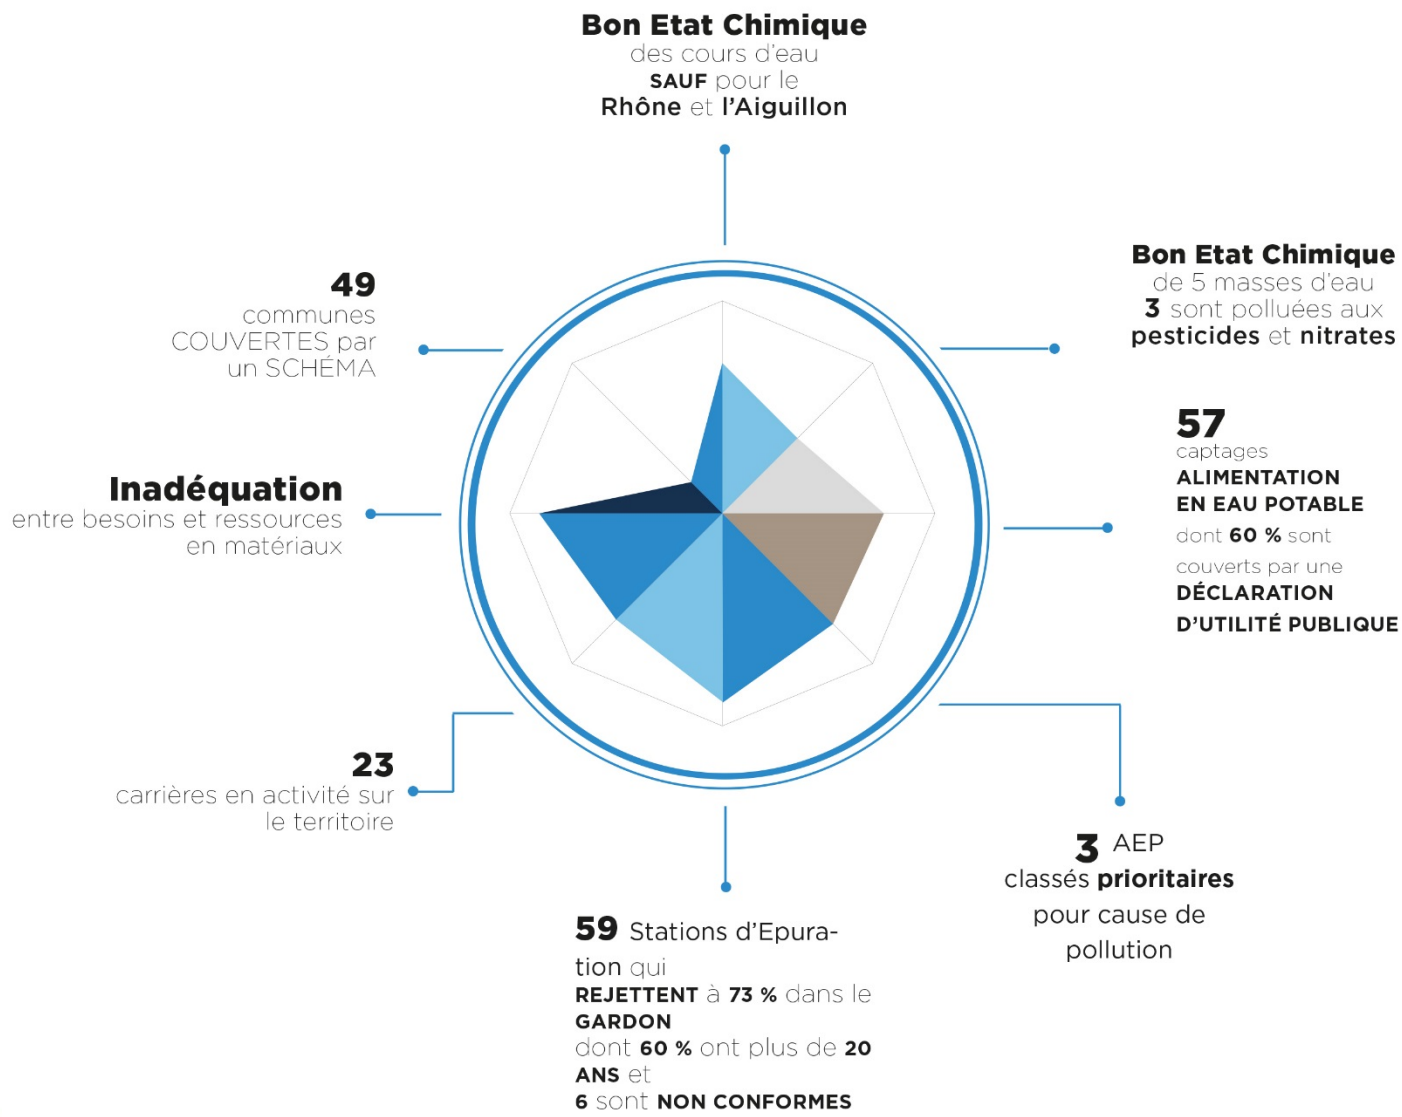 Bon Etat Chimique
des cours d'eau
SAUF pour le
Rhône et l'Aiguillon
Bon Etat Chimique
de 5 masses d'eau
3 sont polluées aux
pesticides et nitrates
57
captages
ALIMENTATION
EN EAU POTABLE
dont 60 % sont
couverts par une
DÉCLARATION
D'UTILITÉ PUBLIQUE
3 AEP
classés prioritaires
pour cause de
pollution
59 Stations d'Epura-
tion qui
REJETTENT à 73 % dans le
GARDON
dont 60 % ont plus de 20
ANS et
6 sont NON CONFORMES
23
carrières en activité sur
le territoire
Inadéquation
entre besoins et ressources
en matériaux
49
communes
COUVERTES par
un SCHÉMA